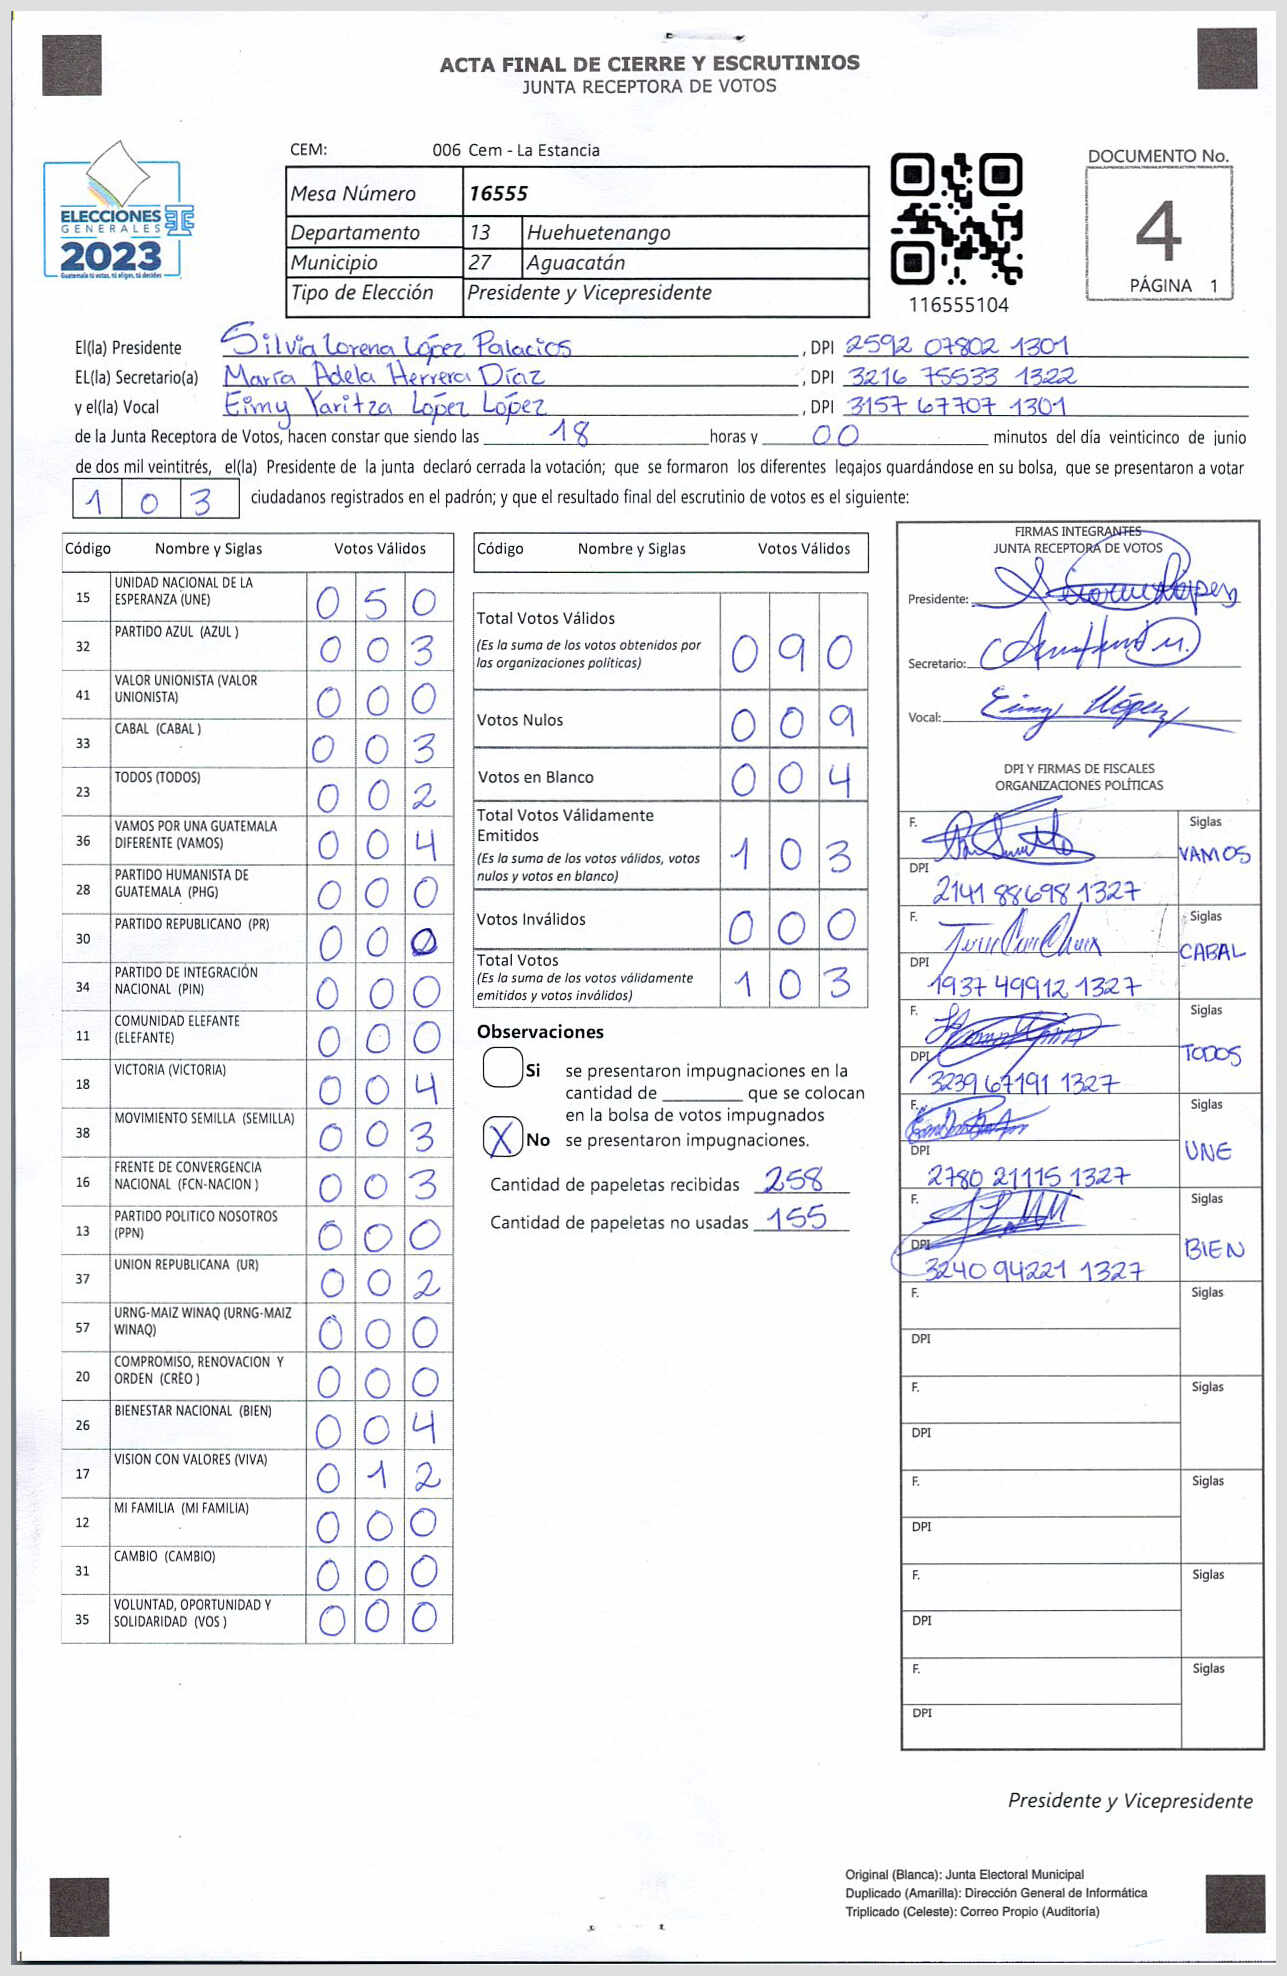 ACTA FINAL DE CIERRE Y ESCRUTINIOS
JUNTA RECEPTORA DE VOTOS
ELECCIONES
GENERALES
2023
Guatemala tú votas, tú eliges, tú decides
CEM: 006 Cem - La Estancia
Mesa Número 16555
Departamento 13 Huehuetenango
Municipio 27 Aguacatán
Tipo de Elección Presidente y Vicepresidente
116555104
DOCUMENTO No.
4
PÁGINA 1
El(la) Presidente Silvia Lorena López Palacios, DPI 2592 07802 1301
EL(la) Secretario(a) María Adela Herrera Díaz, DPI 3216 75533 1322
y el(la) Vocal Eimy Yaritza López López, DPI 3157 67707 1301
de la Junta Receptora de Votos, hacen constar que siendo las 18 horas y 00 minutos del día veinticinco de junio
de dos mil veintitrés, el(la) Presidente de la junta declaró cerrada la votación; que se formaron los diferentes legajos guardándose en su bolsa, que se presentaron a votar
1 0 3 ciudadanos registrados en el padrón; y que el resultado final del escrutinio de votos es el siguiente:
Código Nombre y Siglas Votos Válidos
15 UNIDAD NACIONAL DE LA
ESPERANZA (UNE) 0 5 0
32 PARTIDO AZUL (AZUL ) 0 0 3
41 VALOR UNIONISTA (VALOR
UNIONISTA) 0 0 0
33 CABAL (CABAL ) 0 0 3
23 TODOS (TODOS) 0 0 2
36 VAMOS POR UNA GUATEMALA
DIFERENTE (VAMOS) 0 0 4
28 PARTIDO HUMANISTA DE
GUATEMALA (PHG) 0 0 0
30 PARTIDO REPUBLICANO (PR) 0 0 0
34 PARTIDO DE INTEGRACIÓN
NACIONAL (PIN) 0 0 0
11 COMUNIDAD ELEFANTE
(ELEFANTE) 0 0 0
18 VICTORIA (VICTORIA) 0 0 4
38 MOVIMIENTO SEMILLA (SEMILLA) 0 0 3
16 FRENTE DE CONVERGENCIA
NACIONAL (FCN-NACION ) 0 0 3
13 PARTIDO POLITICO NOSOTROS
(PPN) 0 0 0
37 UNION REPUBLICANA (UR) 0 0 2
57 URNG-MAIZ WINAQ (URNG-MAIZ
WINAQ) 0 0 0
20 COMPROMISO, RENOVACION Y
ORDEN (CREO ) 0 0 0
26 BIENESTAR NACIONAL (BIEN) 0 0 4
17 VISION CON VALORES (VIVA) 0 1 2
12 MI FAMILIA (MI FAMILIA) 0 0 0
31 CAMBIO (CAMBIO) 0 0 0
35 VOLUNTAD, OPORTUNIDAD Y
SOLIDARIDAD (VOS ) 0 0 0
Código Nombre y Siglas Votos Válidos
Total Votos Válidos
(Es la suma de los votos obtenidos por
las organizaciones políticas) 0 9 0
Votos Nulos 0 0 9
Votos en Blanco 0 0 4
Total Votos Válidamente
Emitidos
(Es la suma de los votos válidos, votos
nulos y votos en blanco) 1 0 3
Votos Inválidos 0 0 0
Total Votos
(Es la suma de los votos válidamente
emitidos y votos inválidos) 1 0 3
Observaciones
Si se presentaron impugnaciones en la
cantidad de ________ que se colocan
en la bolsa de votos impugnados
X No se presentaron impugnaciones.
Cantidad de papeletas recibidas 258
Cantidad de papeletas no usadas 155
FIRMAS INTEGRANTES
JUNTA RECEPTORA DE VOTOS
Presidente:
Secretario:
Vocal: Eimy López
DPI Y FIRMAS DE FISCALES
ORGANIZACIONES POLÍTICAS
F. Siglas
VAMOS
DPI
2141 88698 1327
F. Siglas
CABAL
DPI
1937 49912 1327
F. Siglas
TODOS
DPI
3239 67191 1327
F. Siglas
UNE
DPI
2780 21115 1327
F. Siglas
BIEN
DPI
3240 94221 1327
F. Siglas
DPI
F. Siglas
DPI
F. Siglas
DPI
F. Siglas
DPI
F. Siglas
DPI
Presidente y Vicepresidente
Original (Blanca): Junta Electoral Municipal
Duplicado (Amarilla): Dirección General de Informática
Triplicado (Celeste): Correo Propio (Auditoría)